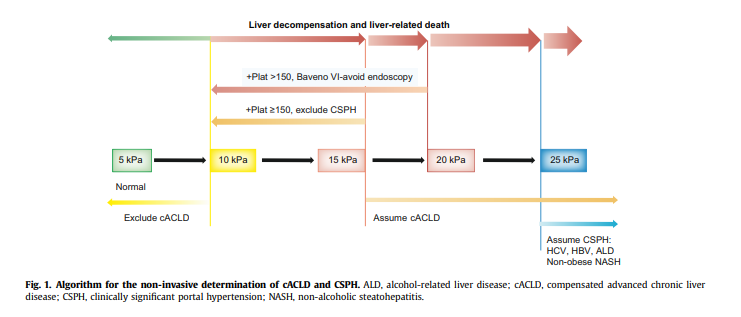 Liver decompensation and liver-related death
+Plat >150, Baveno VI-avoid endoscopy
+Plat ≥150, exclude CSPH
5 kPa
10 kPa
15 kPa
20 kPa
25 kPa
Normal
Exclude cACLD
Assume cACLD
Assume CSPH:
HCV, HBV, ALD
Non-obese NASH
Fig. 1. Algorithm for the non-invasive determination of cACLD and CSPH. ALD, alcohol-related liver disease; cACLD, compensated advanced chronic liver
disease; CSPH, clinically significant portal hypertension; NASH, non-alcoholic steatohepatitis.